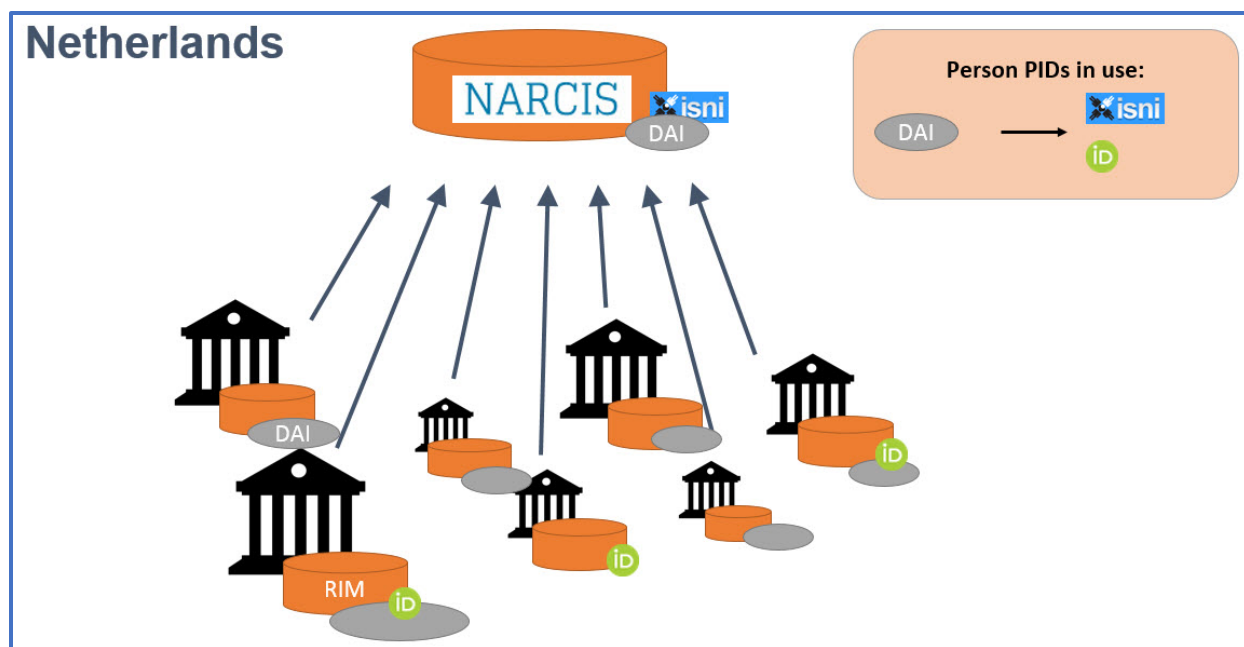 Netherlands
NARCIS
isni
DAI
Person PIDs in use:
DAI
isni
iD
DAI
iD
iD
RIM
iD